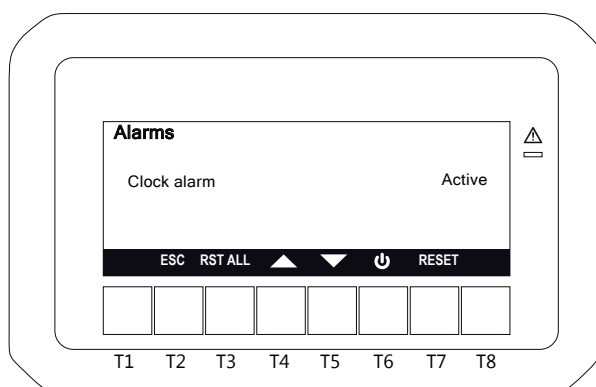 Alarms
Clock alarm Active
ESC RST ALL RESET
T1 T2 T3 T4 T5 T6 T7 T8